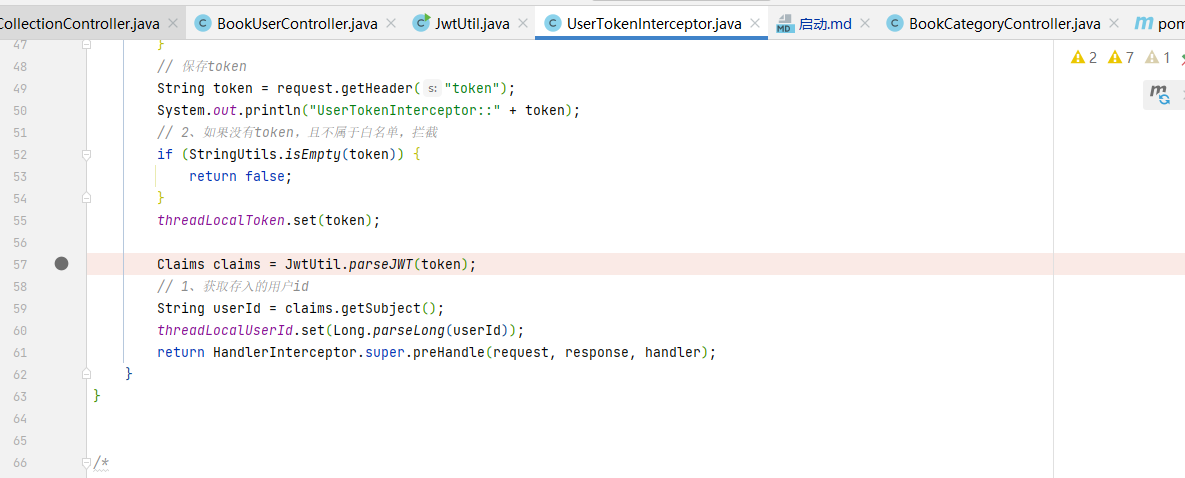 CollectionController.java BookUserController.java JwtUtil.java UserTokenInterceptor.java 启动.md BookCategoryController.java pom
2 7 1
47 }
48 // 保存token
49 String token = request.getHeader( s: "token");
50 System.out.println("UserTokenInterceptor::" + token);
51 // 2、如果没有token，且不属于白名单，拦截
52 if (StringUtils.isEmpty(token)) {
53 return false;
54 }
55 threadLocalToken.set(token);
56
57 Claims claims = JwtUtil.parseJWT(token);
58 // 1、获取存入的用户id
59 String userId = claims.getSubject();
60 threadLocalUserId.set(Long.parseLong(userId));
61 return HandlerInterceptor.super.preHandle(request, response, handler);
62 }
63 }
64
65
66 /*